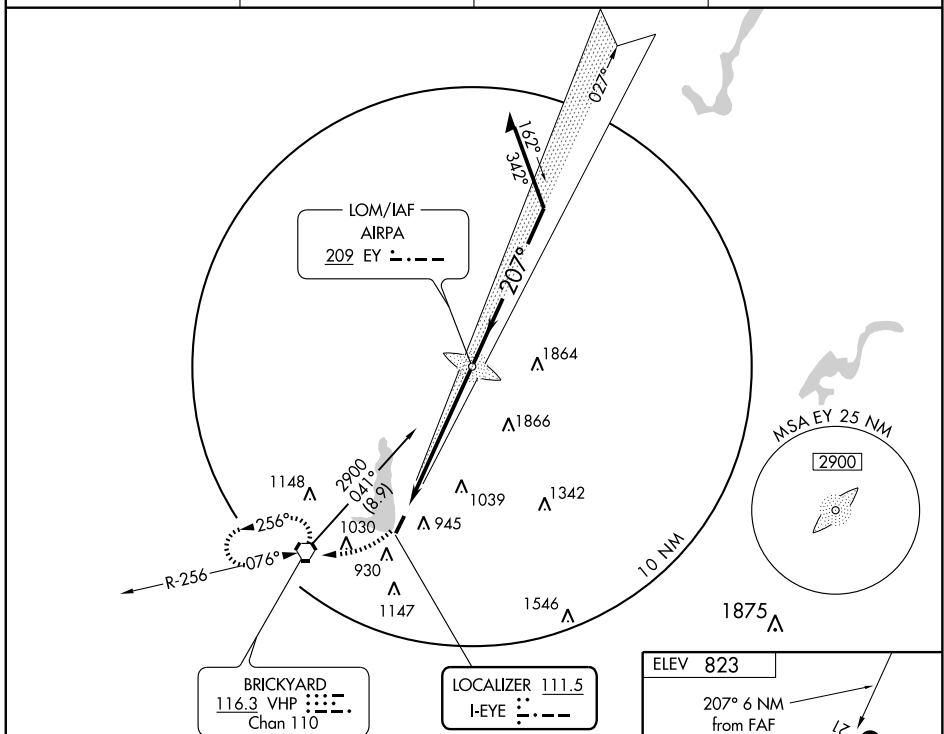 027°
162°
342°
LOM/IAF
AIRPA
209 EY
207°
1864
1866
MSA EY 25 NM
2900
2900
041°
(8.9)
1148
1039
1342
256°
1030
945
076°
930
R-256
1147
10 NM
1546
1875
BRICKYARD
116.3 VHP
Chan 110
LOCALIZER 111.5
I-EYE
ELEV 823
207° 6 NM
from FAF
21